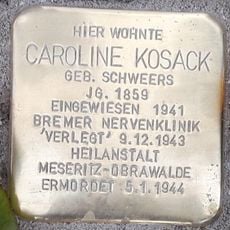 HIER WOHNTE
CAROLINE KOSACK
GEB. SCHWEERS
JG. 1859
EINGEWIESEN 1941
BREMER NERVENKLINIK
'VERLEGT' 9.12.1943
HEILANSTALT
MESERITZ-OBRAWALDE
ERMORDET 5.1.1944